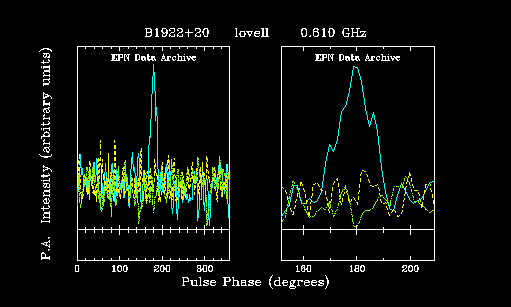 B1922+20 lovell 0.610 GHz
EPN Data Archive EPN Data Archive
P.A. Intensity (arbitrary units)
0 100 200 300 160 180 200
Pulse Phase (degrees)